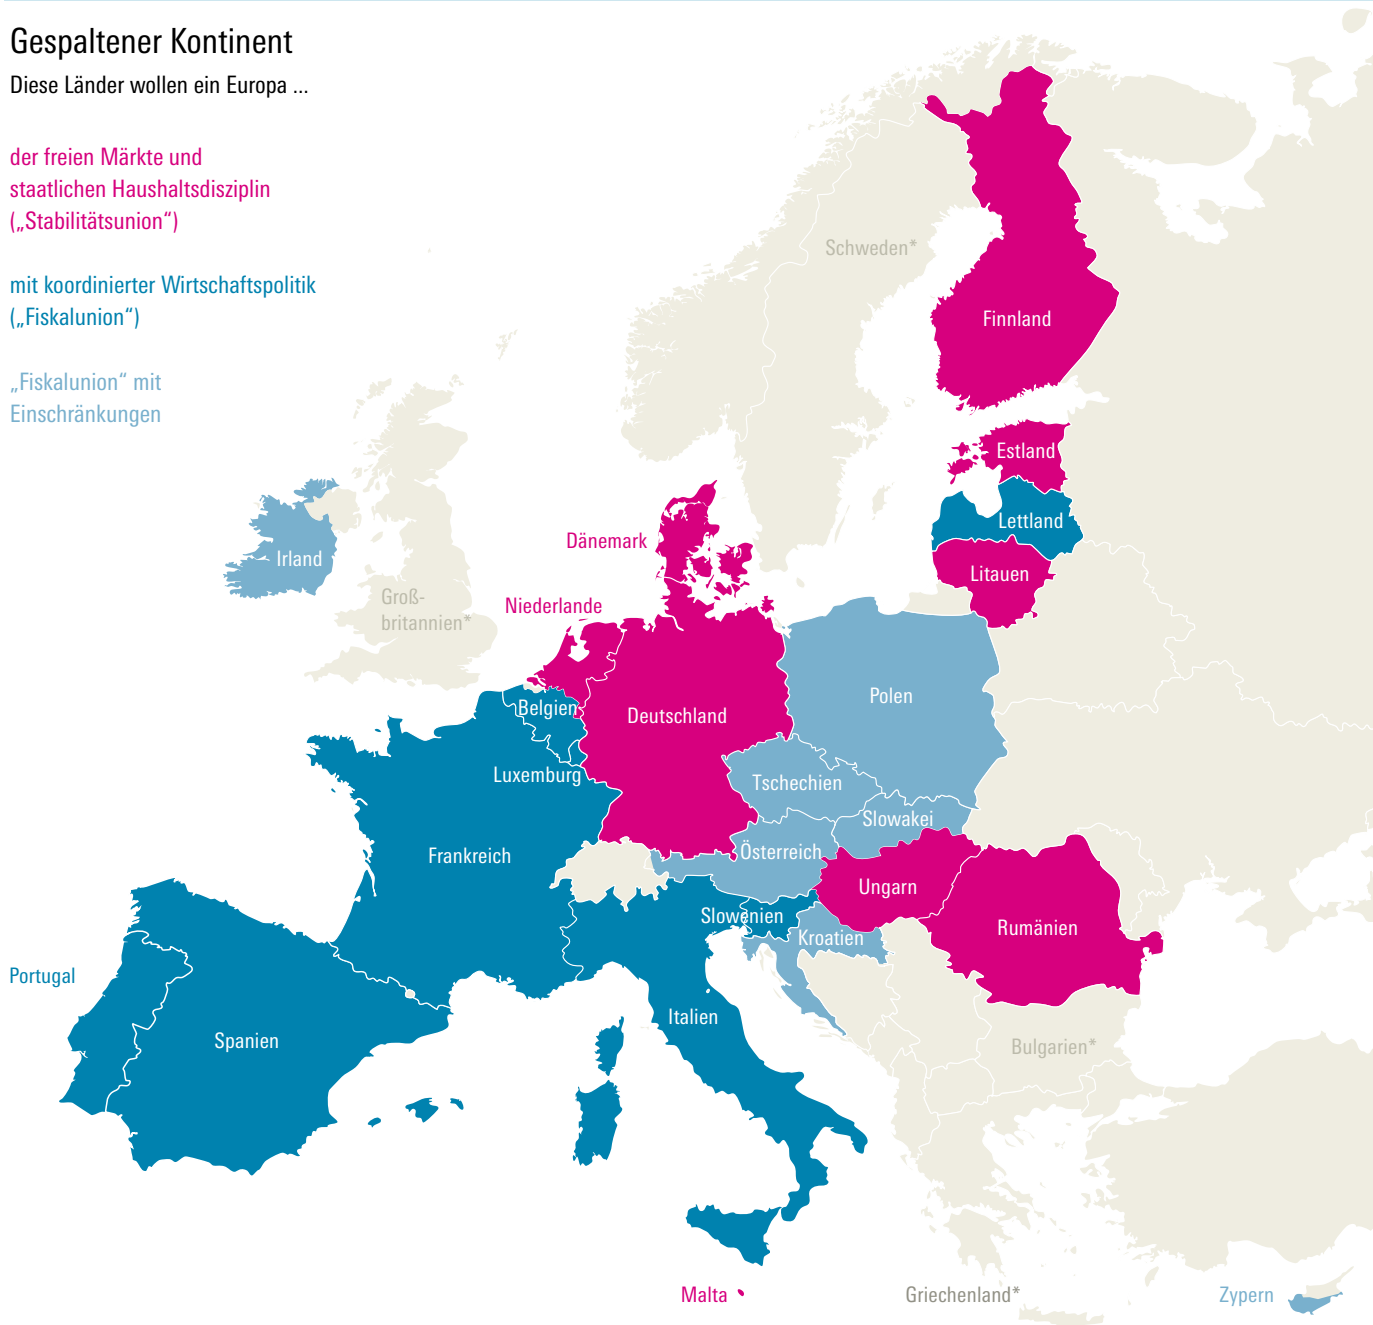 Gespaltener Kontinent
Diese Länder wollen ein Europa ...
der freien Märkte und
staatlichen Haushaltsdisziplin
(„Stabilitätsunion“)
mit koordinierter Wirtschaftspolitik
(„Fiskalunion“)
„Fiskalunion“ mit
Einschränkungen
Schweden*
Finnland
Estland
Lettland
Litauen
Dänemark
Irland
Groß-
britannien*
Niederlande
Polen
Belgien
Deutschland
Luxemburg
Tschechien
Slowakei
Österreich
Frankreich
Ungarn
Slowenien
Kroatien
Rumänien
Portugal
Spanien
Italien
Bulgarien*
Malta
Griechenland*
Zypern